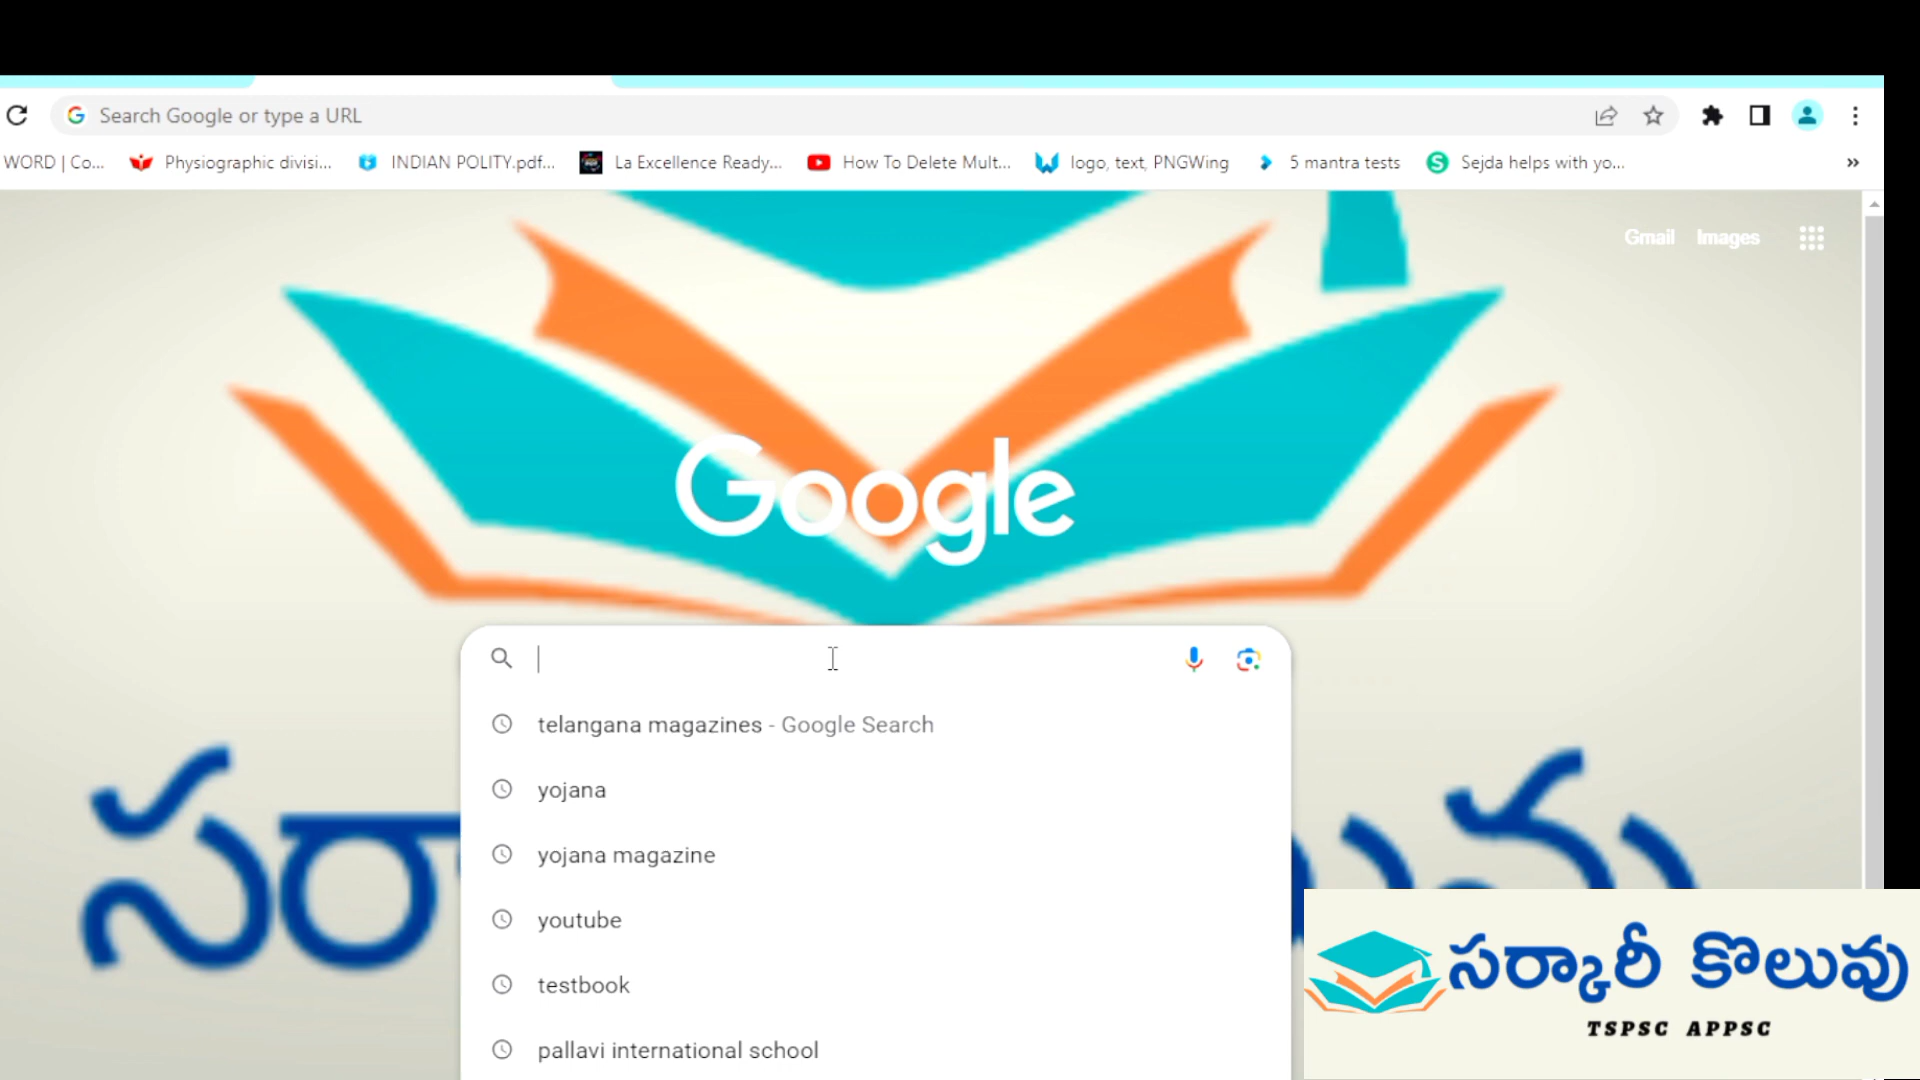 Search Google or type a URL
WORD | Co...
Physiographic divisi...
INDIAN POLITY.pdf...
La Excellence Ready...
How To Delete Mult...
logo, text, PNGWing
5 mantra tests
Sejda helps with yo...
»
Gmail
Images
Google
telangana magazines - Google Search
yojana
yojana magazine
youtube
testbook
pallavi international school
సర్కారీ కొలువు
TSPSC APPSC